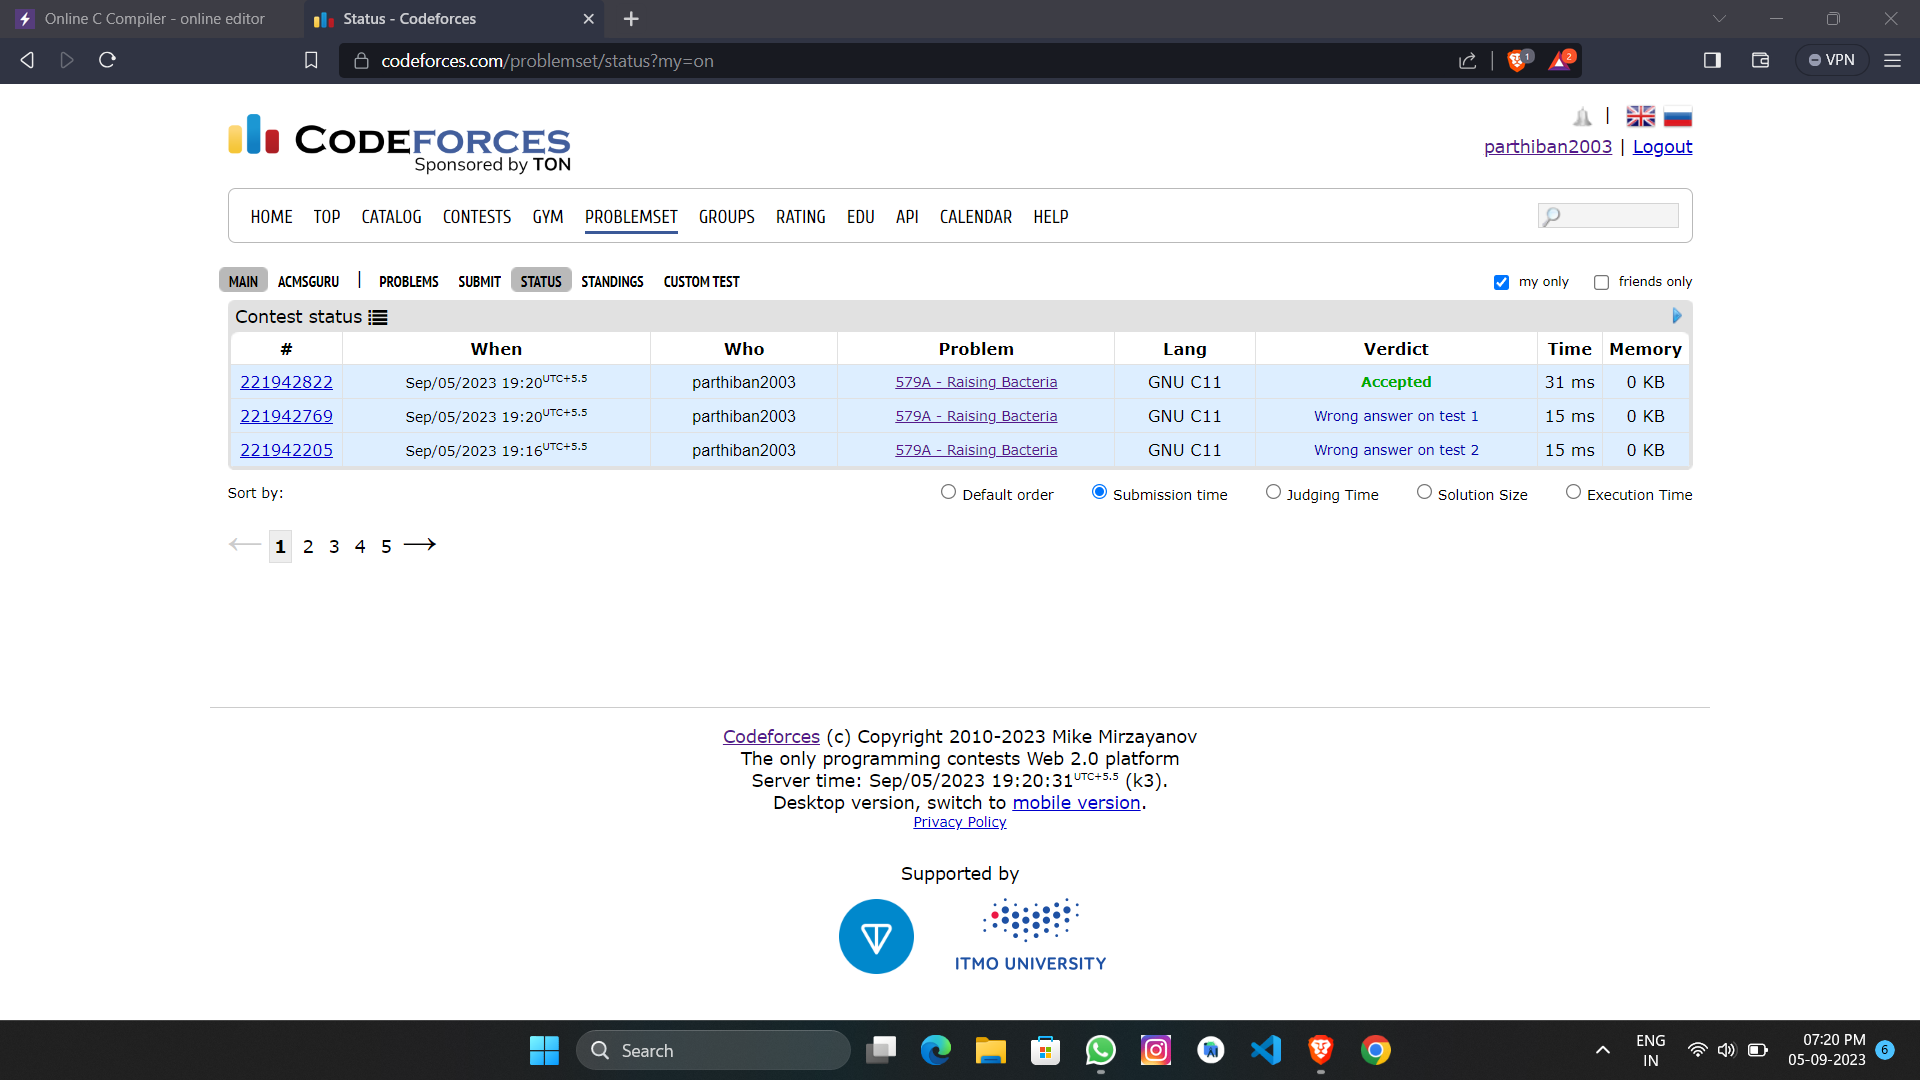 Online C Compiler - online editor
Status - Codeforces
codeforces.com/problemset/status?my=on
1
2
VPN
CODEFORCES
Sponsored by TON
|
parthiban2003 | Logout
HOME TOP CATALOG CONTESTS GYM PROBLEMSET GROUPS RATING EDU API CALENDAR HELP
MAIN ACMSGURU | PROBLEMS SUBMIT STATUS STANDINGS CUSTOM TEST
my only friends only
Contest status
# When Who Problem Lang Verdict Time Memory
221942822 Sep/05/2023 19:20UTC+5.5 parthiban2003 579A - Raising Bacteria GNU C11 Accepted 31 ms 0 KB
221942769 Sep/05/2023 19:20UTC+5.5 parthiban2003 579A - Raising Bacteria GNU C11 Wrong answer on test 1 15 ms 0 KB
221942205 Sep/05/2023 19:16UTC+5.5 parthiban2003 579A - Raising Bacteria GNU C11 Wrong answer on test 2 15 ms 0 KB
Sort by: Default order Submission time Judging Time Solution Size Execution Time
← 1 2 3 4 5 →
Codeforces (c) Copyright 2010-2023 Mike Mirzayanov
The only programming contests Web 2.0 platform
Server time: Sep/05/2023 19:20:31UTC+5.5 (k3).
Desktop version, switch to mobile version.
Privacy Policy
Supported by
ITMO UNIVERSITY
Search
ENG
IN
07:20 PM
05-09-2023
6